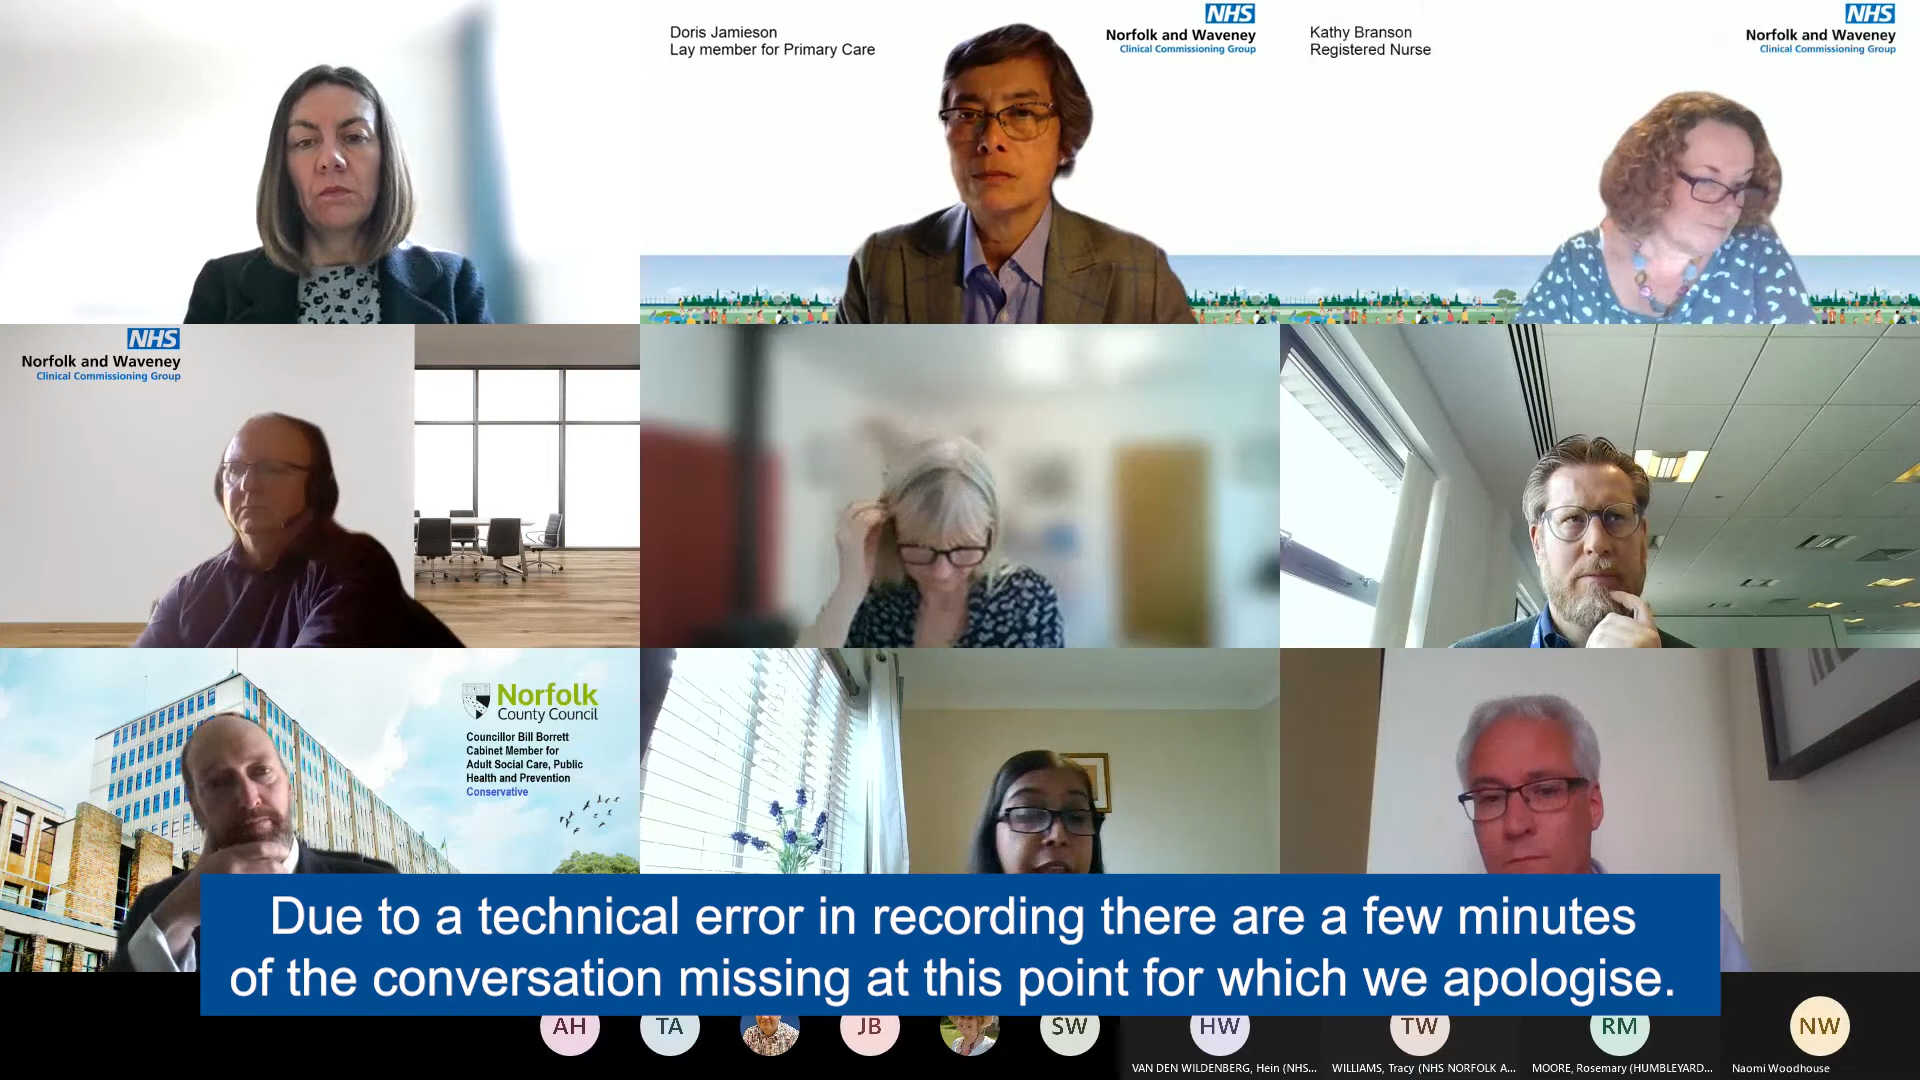 Doris Jamieson
Lay member for Primary Care
NHS
Norfolk and Waveney
Clinical Commissioning Group
Kathy Branson
Registered Nurse
NHS
Norfolk and Waveney
Clinical Commissioning Group
NHS
Norfolk and Waveney
Clinical Commissioning Group
Norfolk
County Council
Councillor Bill Borrett
Cabinet Member for
Adult Social Care, Public
Health and Prevention
Conservative
Due to a technical error in recording there are a few minutes
of the conversation missing at this point for which we apologise.
AH
TA
JB
SW
HW
TW
RM
NW
VAN DEN WILDENBERG, Hein (NHS...
WILLIAMS, Tracy (NHS NORFOLK A...
MOORE, Rosemary (HUMBLEYARD...
Naomi Woodhouse